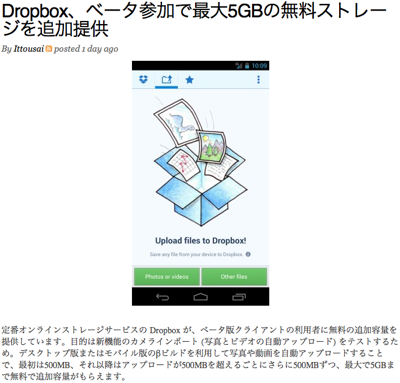 Dropbox、ベータ参加で最大5GBの無料ストレー
ジを追加提供
By Ittousai posted 1 day ago
10:09
Upload files to Dropbox!
Save any file from your device to Dropbox.
Photos or videos
Other files
定番オンラインストレージサービスの Dropbox が、ベータ版クライアントの利用者に無料の追加容量を
提供しています。目的は新機能のカメラインポート (写真とビデオの自動アップロード) をテストするた
め。デスクトップ版またはモバイル版のβビルドを利用して写真や動画を自動アップロードすること
で、最初は500MB、それ以降はアップロードが500MBを超えるごとにさらに500MBずつ、最大で5GBま
で無料で追加容量がもらえます。